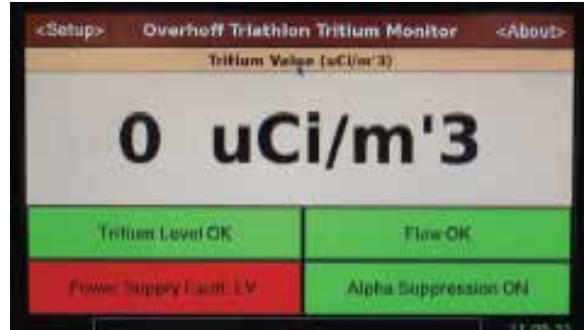 <Setup> Overhoff Triathlon Tritium Monitor <About>
Tritium Value (uCi/m'3)
0 uCi/m'3
Tritium Level OK Flow OK
Power Supply Fault: LV Alpha Suppression ON